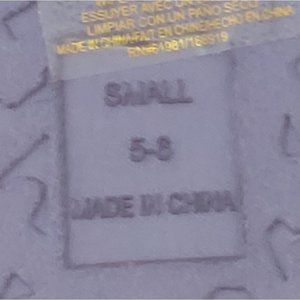 ESSUYER AVEC UN
LIMPIAR CON UN PAÑO SECO
MADE IN CHINA/FAIT EN CHINE/HECHO EN CHINA
SMALL
5-6
MADE IN CHINA